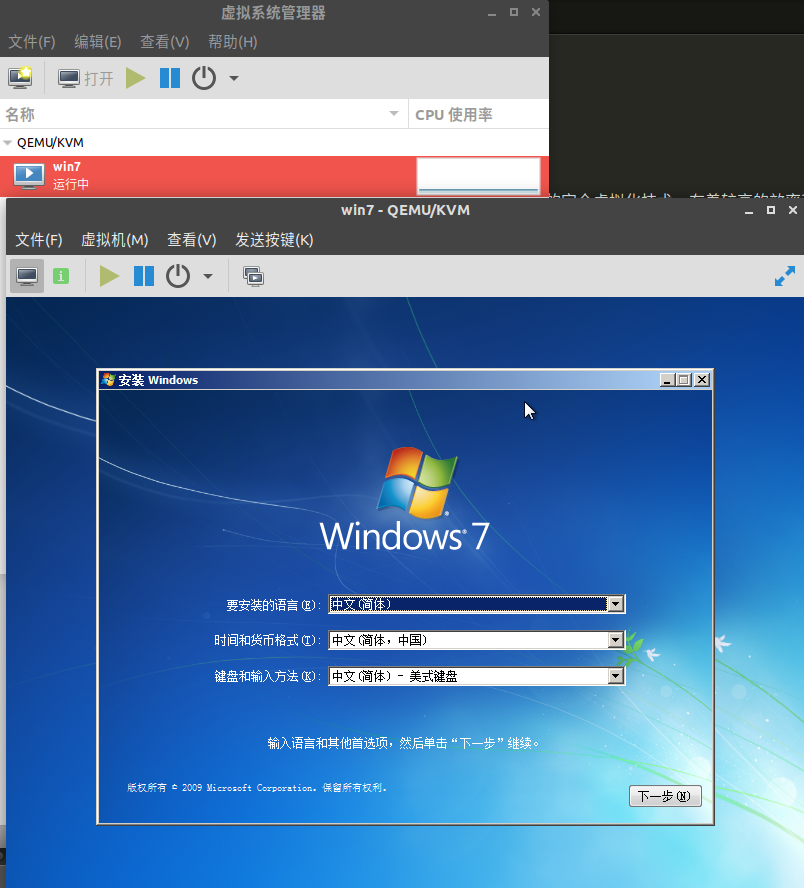 虚拟系统管理器
文件(F) 编辑(E) 查看(V) 帮助(H)
打开
名称 CPU 使用率
QEMU/KVM
win7
运行中
win7 - QEMU/KVM
文件(F) 虚拟机(M) 查看(V) 发送按键(K)
安装 Windows
Windows® 7
要安装的语言(E): 中文(简体)
时间和货币格式(T): 中文(简体，中国)
键盘和输入方法(K): 中文(简体) - 美式键盘
输入语言和其他首选项，然后单击“下一步”继续。
版权所有 © 2009 Microsoft Corporation。保留所有权利。
下一步(N)